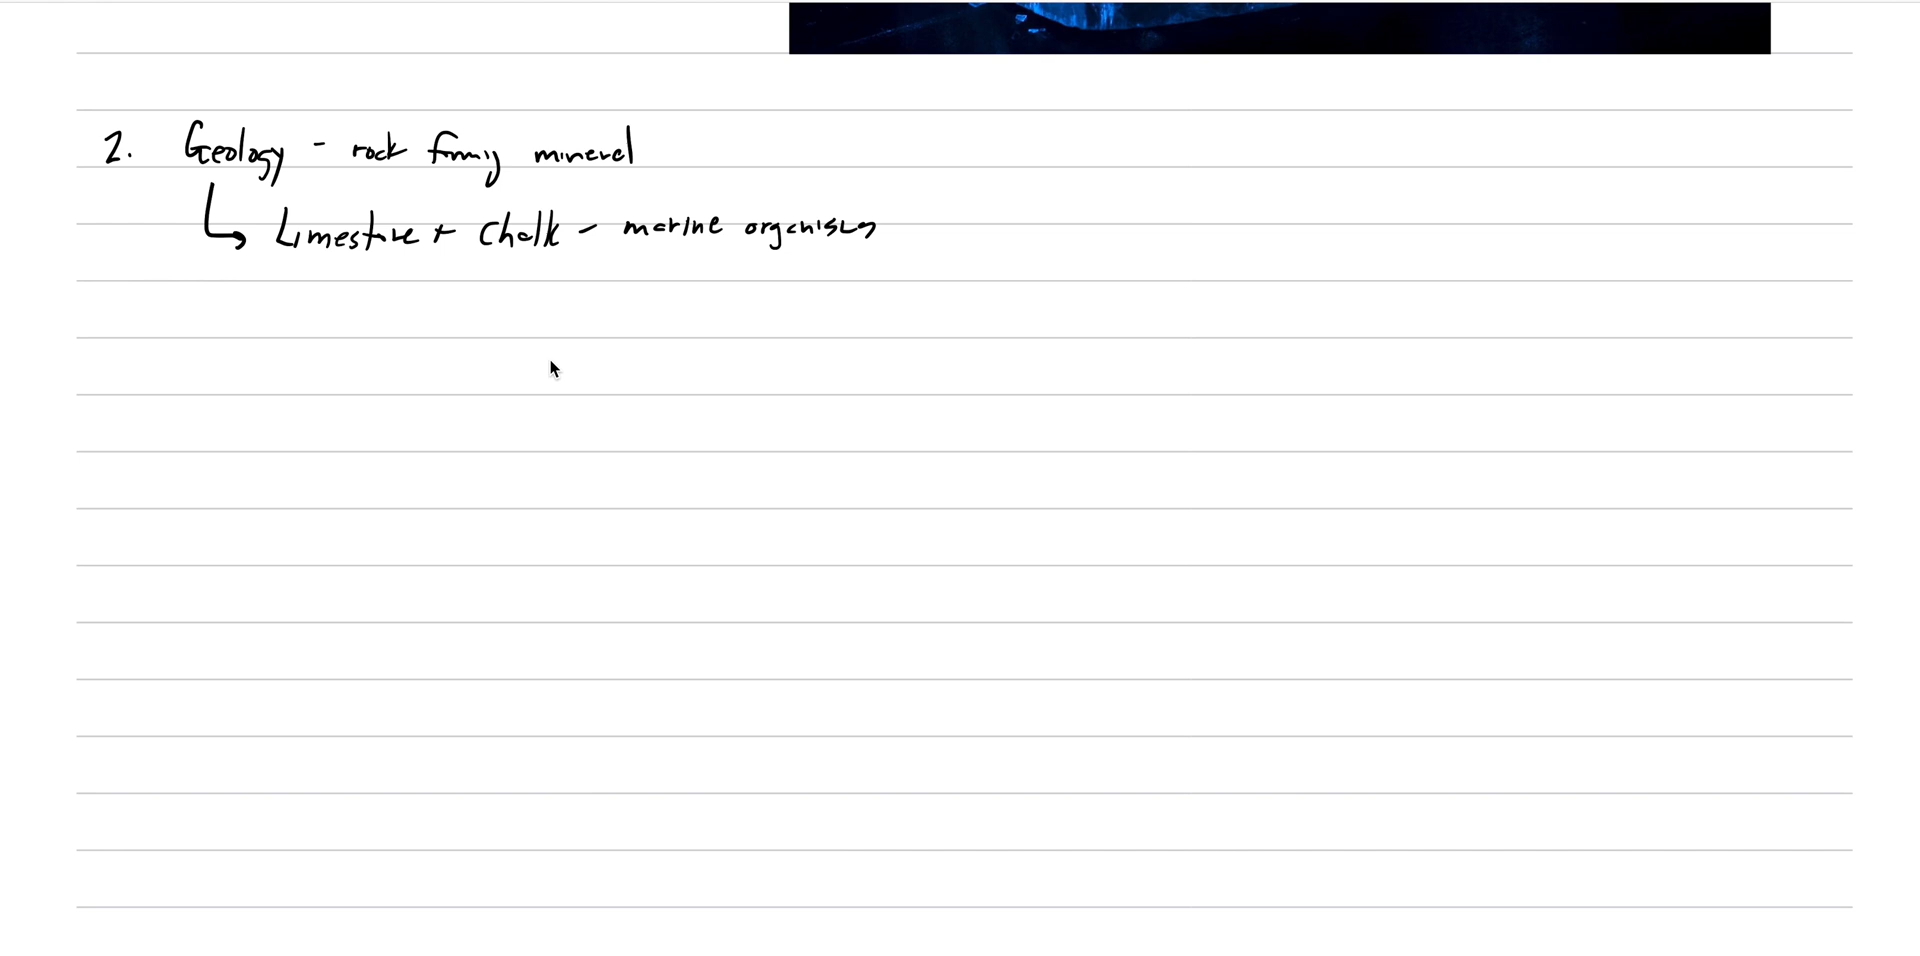 2. Geology - rock forming mineral
↳ Limestone + Chalk - marine organisms